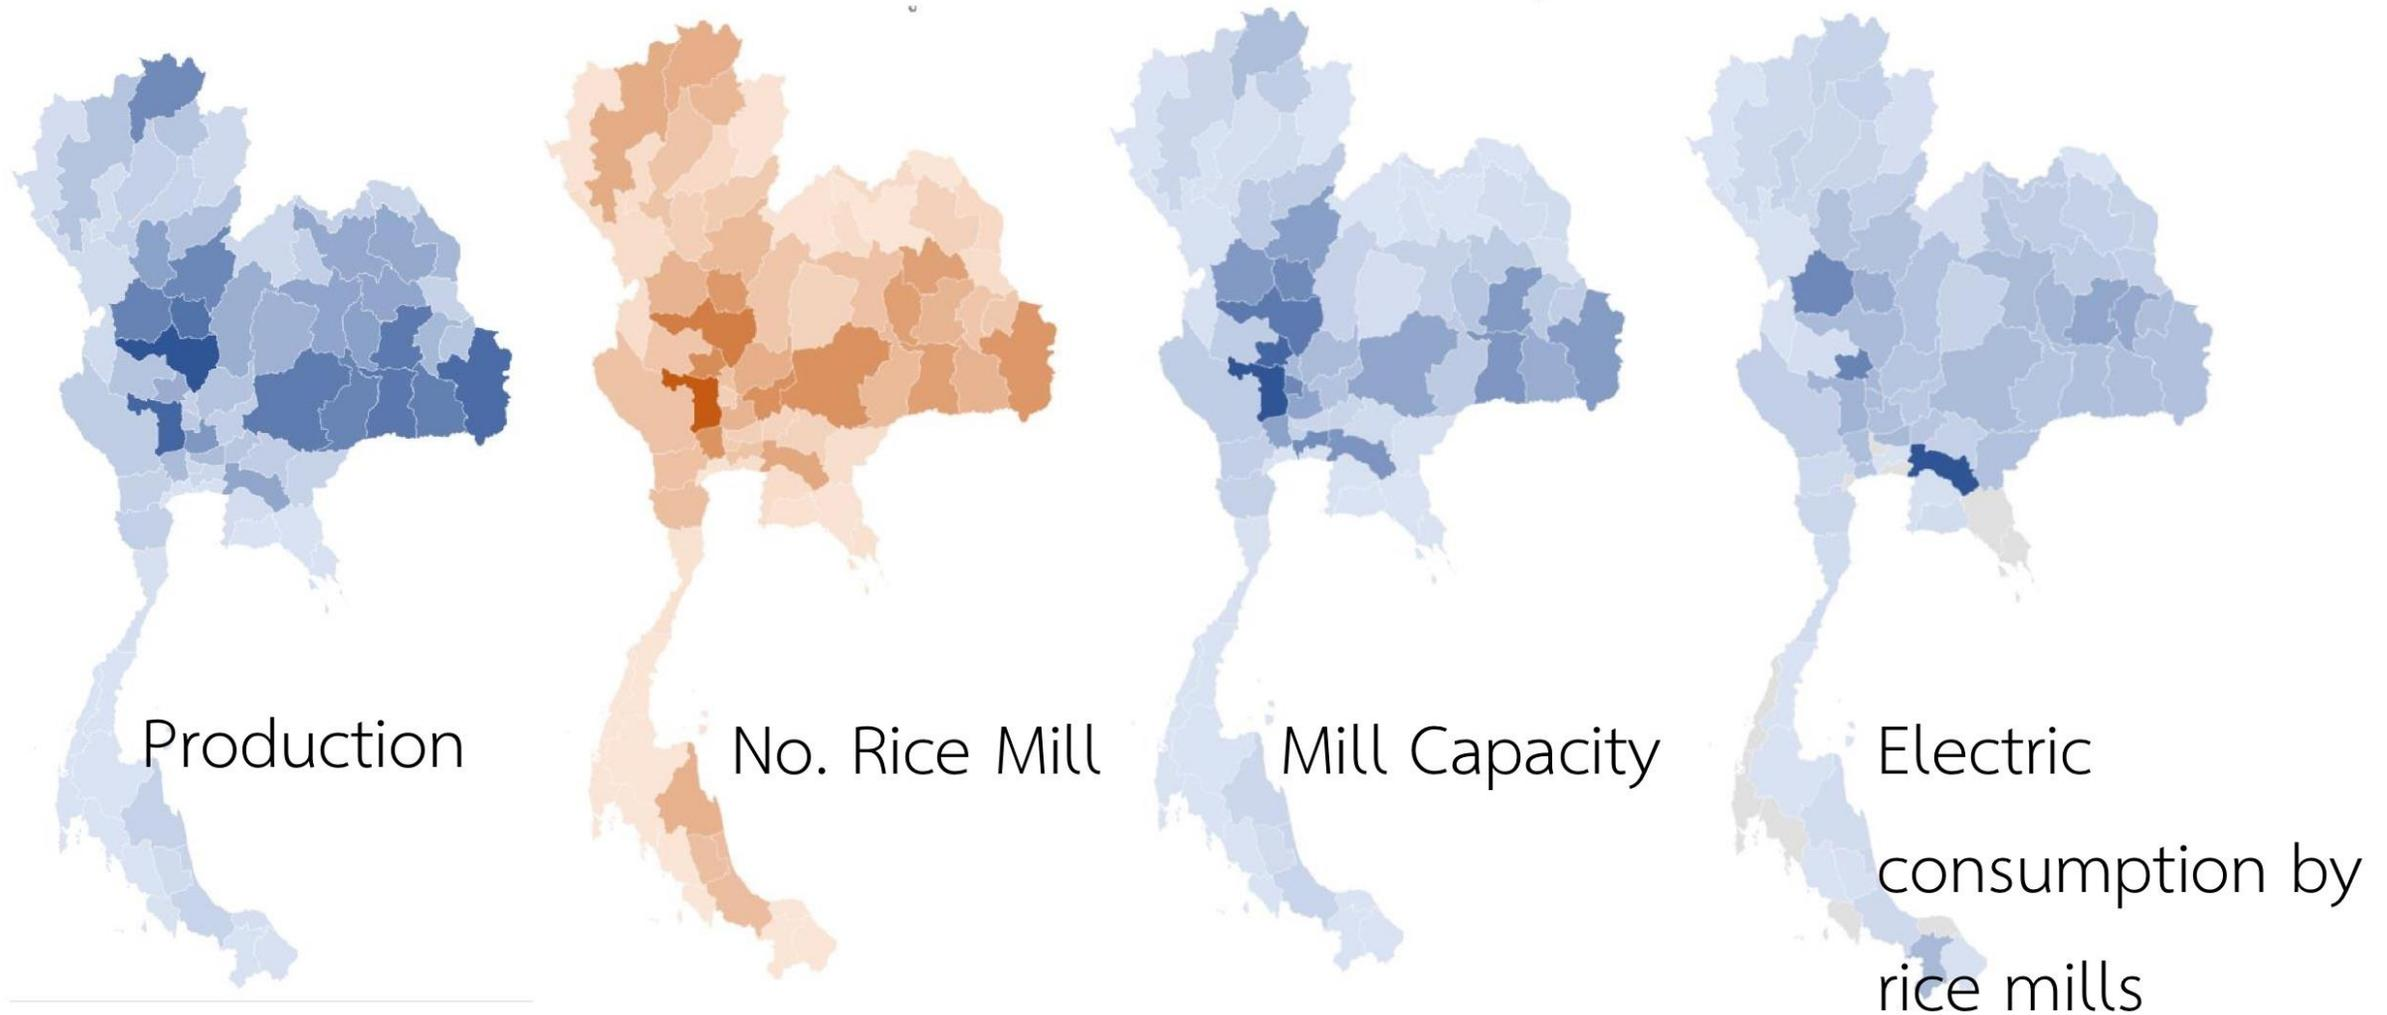 Production
No. Rice Mill
Mill Capacity
Electric
consumption by
rice mills